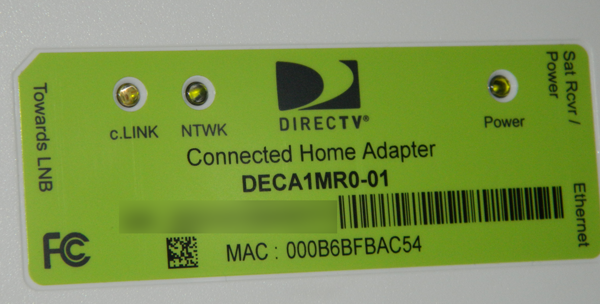 Towards LNB
c.LINK
NTWK
DIRECTV®
Power
Sat Rcvr /
Power
Ethernet
Connected Home Adapter
DECA1MR0-01
FC
MAC : 000B6BFBAC54